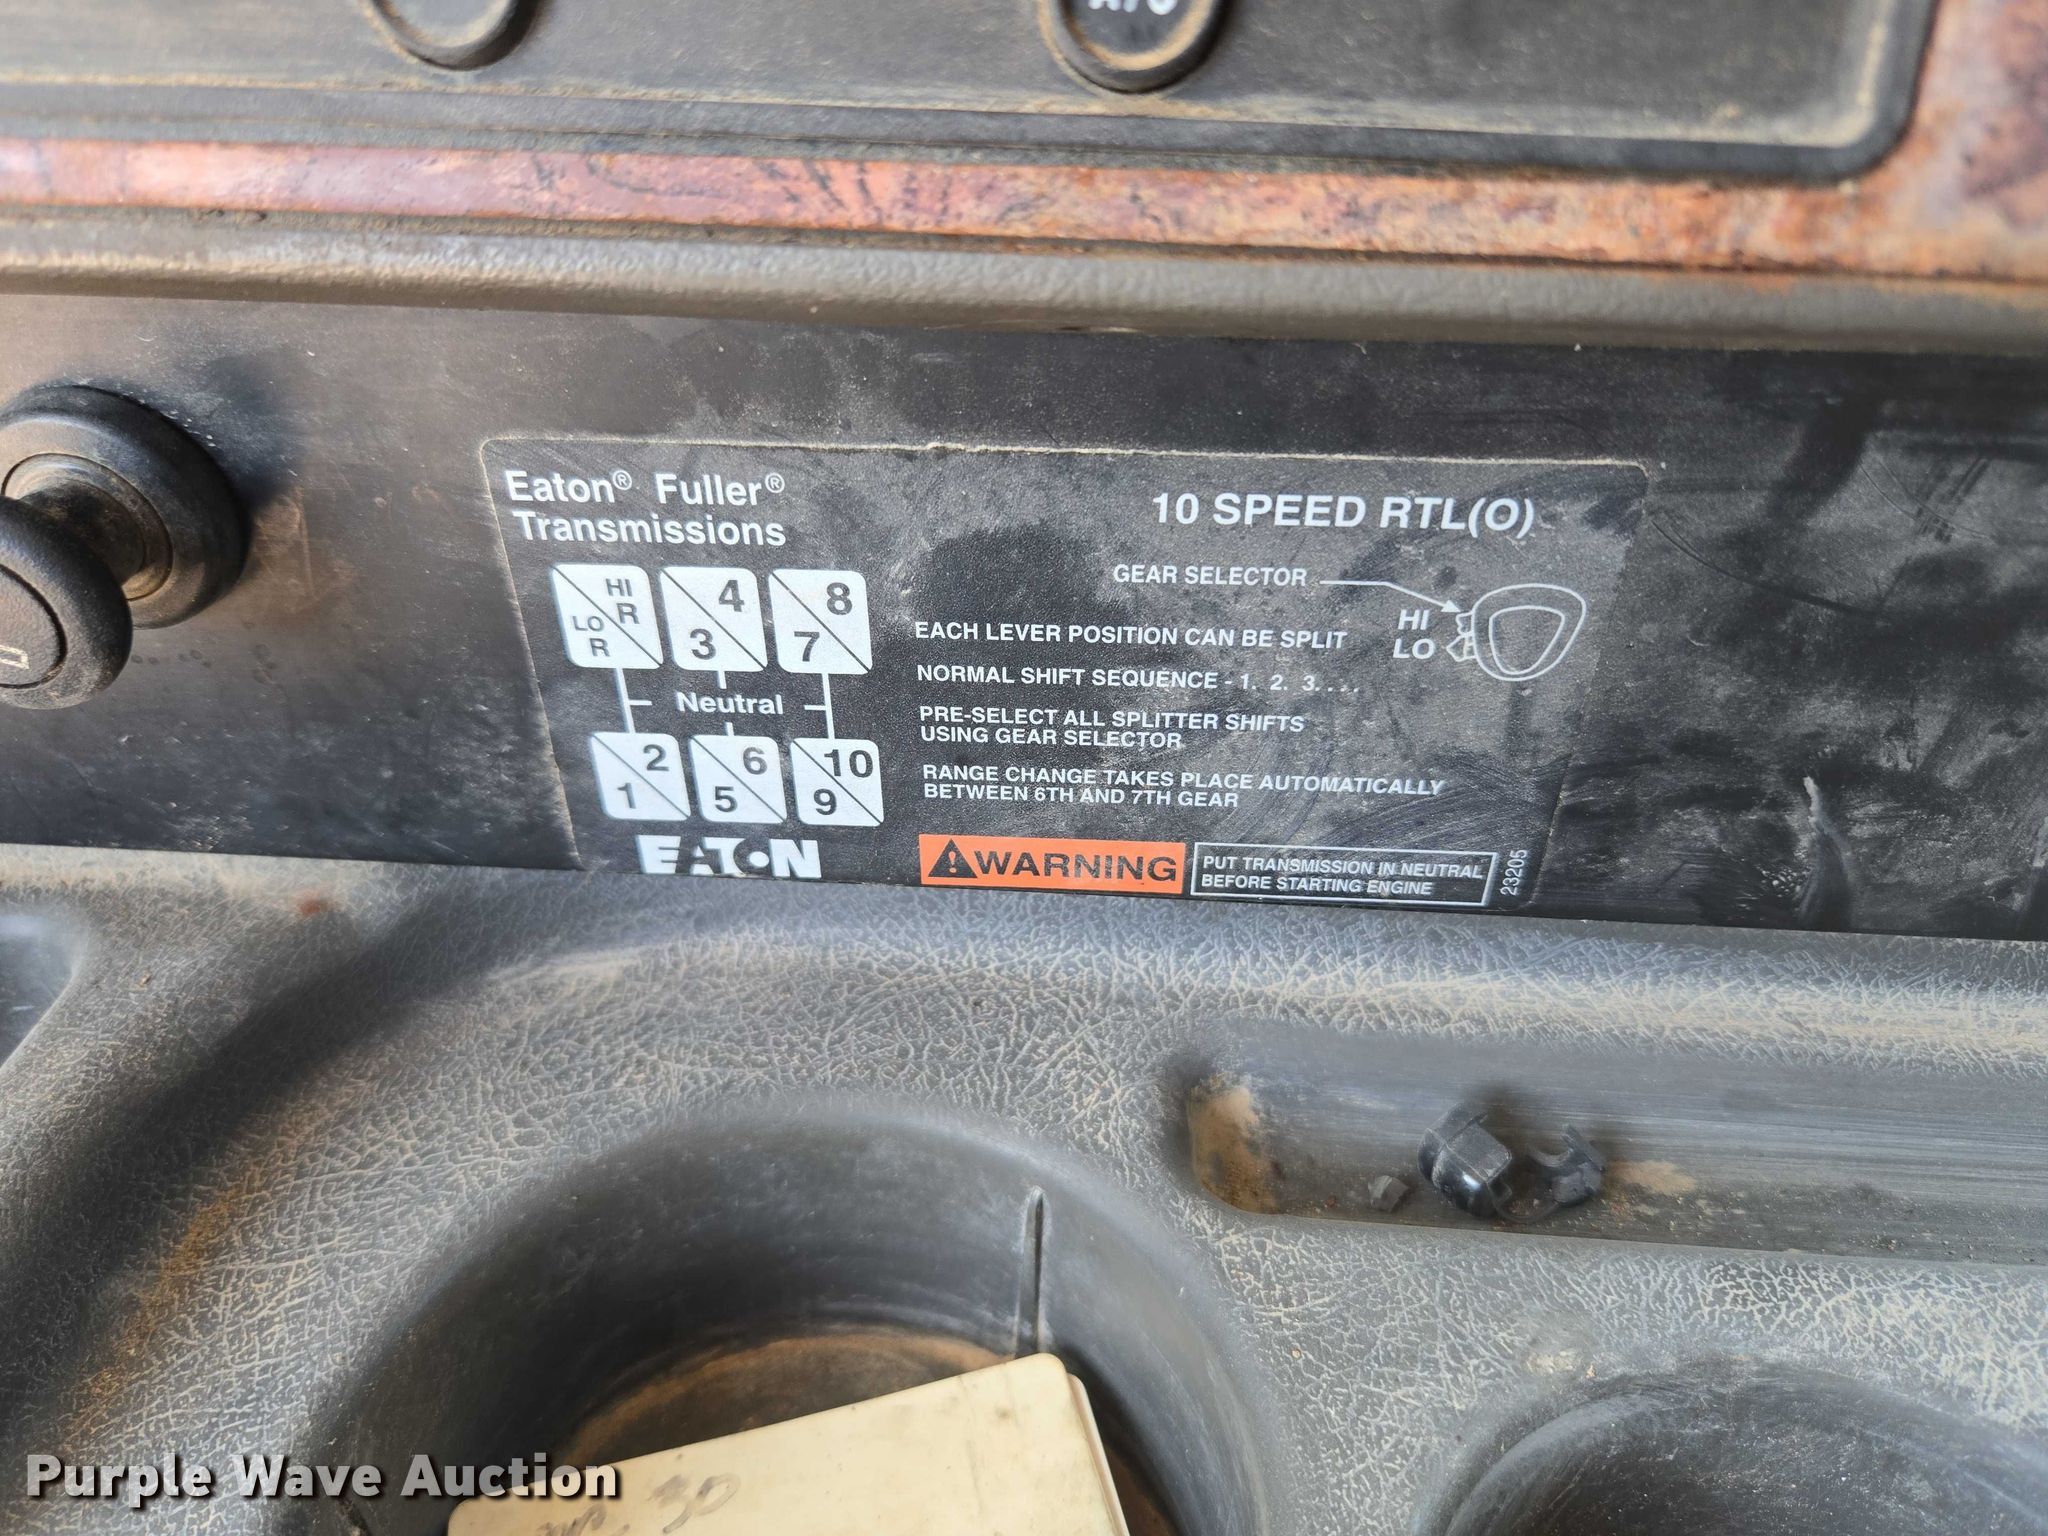 Eaton® Fuller®
Transmissions
10 SPEED RTL(O)
GEAR SELECTOR
HI
LO
HI
R
LO
R
4
3
8
7
Neutral
2
1
6
5
10
9
EATON
EACH LEVER POSITION CAN BE SPLIT
NORMAL SHIFT SEQUENCE - 1. 2. 3. . . .
PRE-SELECT ALL SPLITTER SHIFTS
USING GEAR SELECTOR
RANGE CHANGE TAKES PLACE AUTOMATICALLY
BETWEEN 6TH AND 7TH GEAR
WARNING
PUT TRANSMISSION IN NEUTRAL
BEFORE STARTING ENGINE
23205
30
Purple Wave Auction